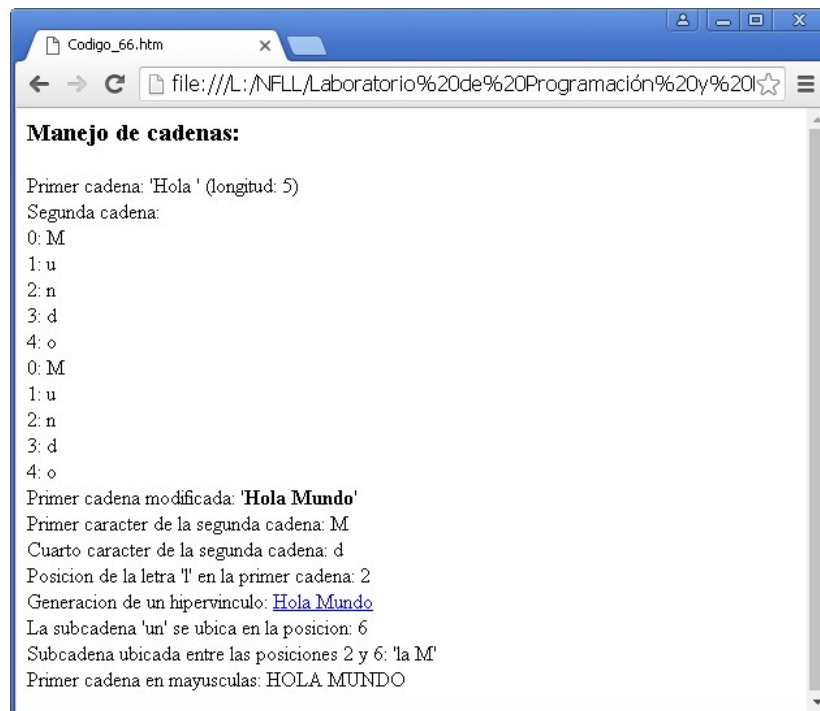 Codigo_66.htm
file:///L:/NFLL/Laboratorio%20de%20Programación%20y%20l
Manejo de cadenas:
Primer cadena: 'Hola ' (longitud: 5)
Segunda cadena:
0: M
1: u
2: n
3: d
4: o
0: M
1: u
2: n
3: d
4: o
Primer cadena modificada: 'Hola Mundo'
Primer caracter de la segunda cadena: M
Cuarto caracter de la segunda cadena: d
Posicion de la letra 'l' en la primer cadena: 2
Generacion de un hipervinculo: Hola Mundo
La subcadena 'un' se ubica en la posicion: 6
Subcadena ubicada entre las posiciones 2 y 6: 'la M'
Primer cadena en mayusculas: HOLA MUNDO